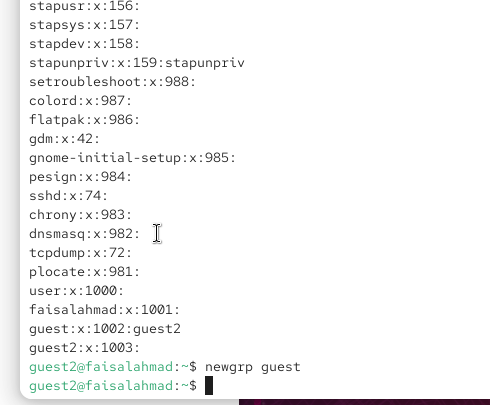 stapusr:x:156:
stapsys:x:157:
stapdev:x:158:
stapunpriv:x:159:stapunpriv
setroubleshoot:x:988:
colord:x:987:
flatpak:x:986:
gdm:x:42:
gnome-initial-setup:x:985:
pesign:x:984:
sshd:x:74:
chrony:x:983:
dnsmasq:x:982:
tcpdump:x:72:
plocate:x:981:
user:x:1000:
faisalahmad:x:1001:
guest:x:1002:guest2
guest2:x:1003:
guest2@faisalahmad:~$ newgrp guest
guest2@faisalahmad:~$